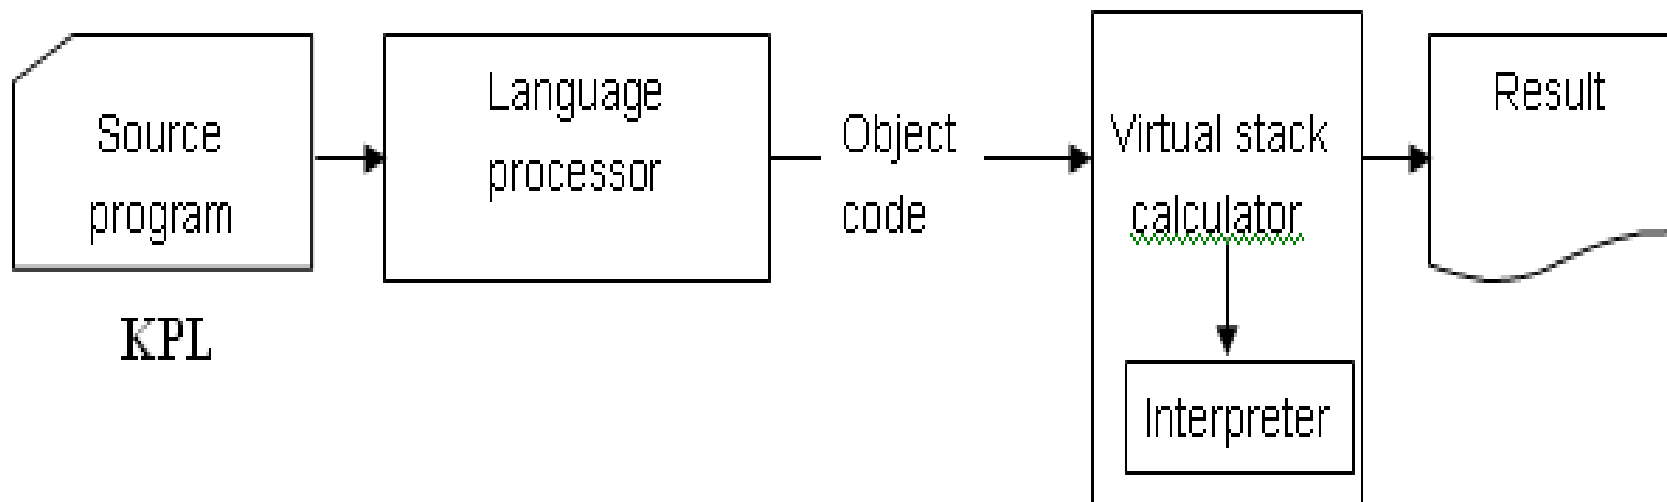 Source
program
KPL
Language
processor
Object
code
Virtual stack
calculator
Interpreter
Result